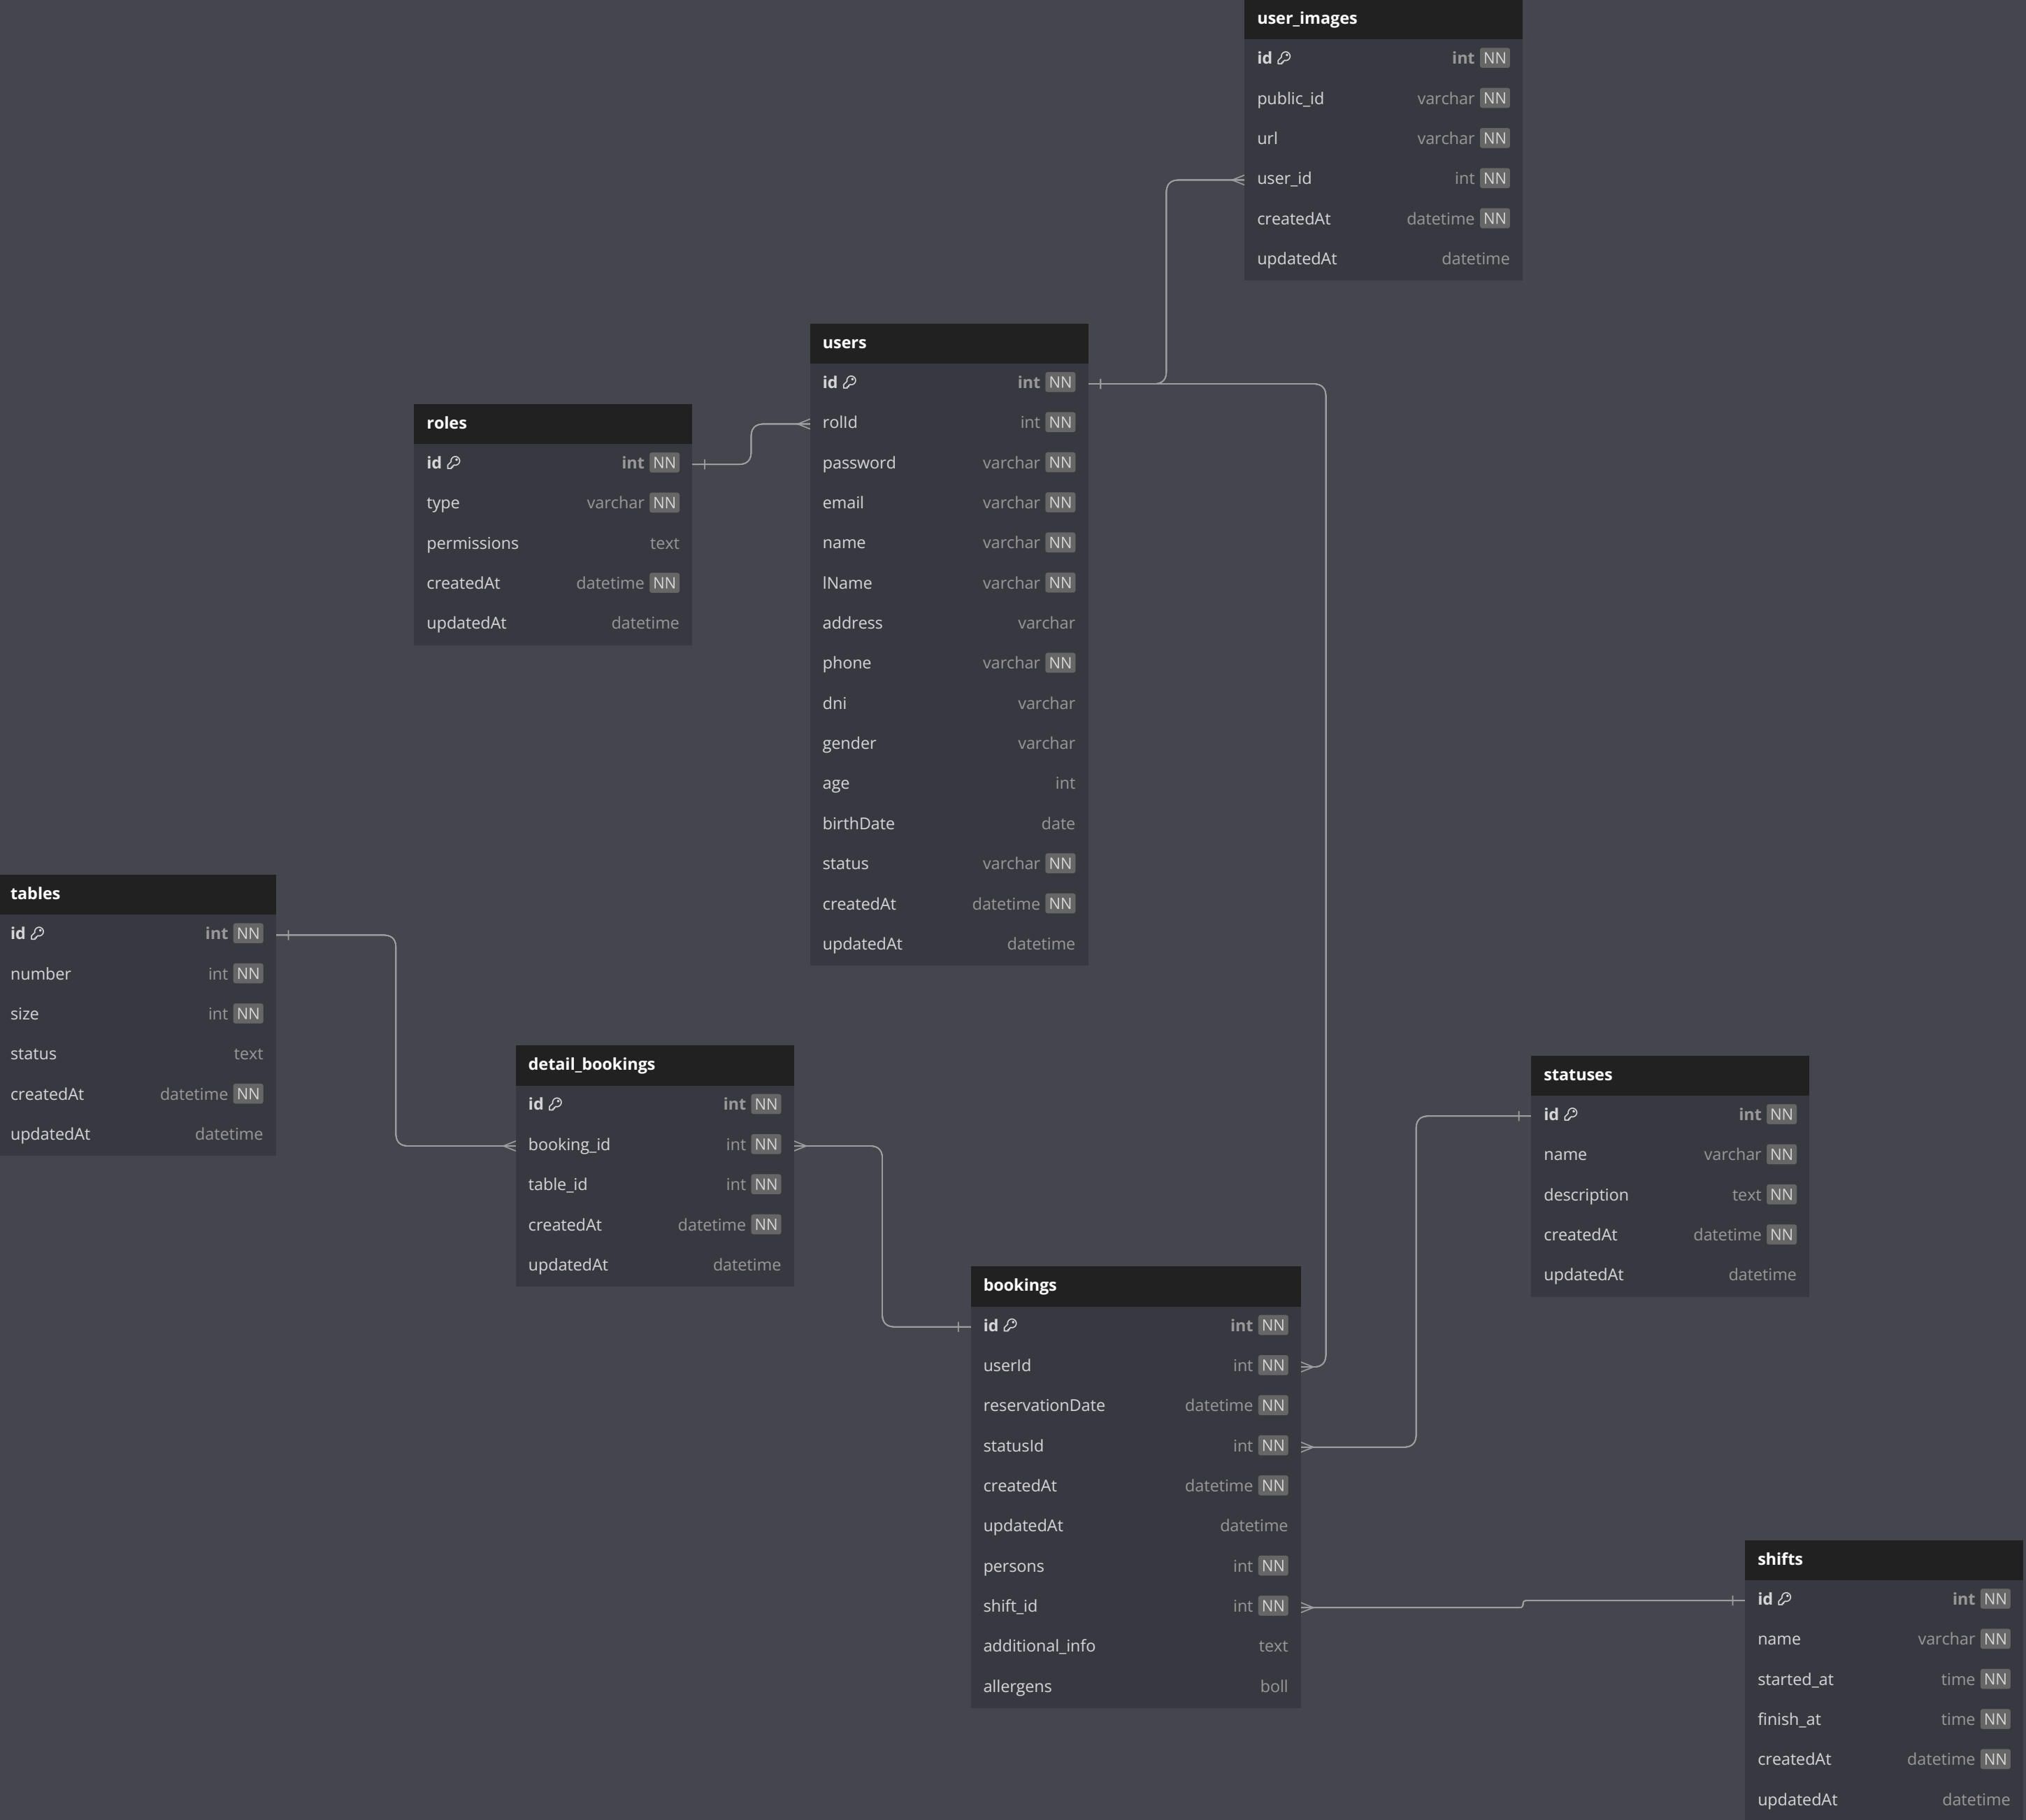 user_images
id int NN
public_id varchar NN
url varchar NN
user_id int NN
createdAt datetime NN
updatedAt datetime
users
id int NN
rolId int NN
password varchar NN
email varchar NN
name varchar NN
lName varchar NN
address varchar
phone varchar NN
dni varchar
gender varchar
age int
birthDate date
status varchar NN
createdAt datetime NN
updatedAt datetime
roles
id int NN
type varchar NN
permissions text
createdAt datetime NN
updatedAt datetime
tables
id int NN
number int NN
size int NN
status text
createdAt datetime NN
updatedAt datetime
detail_bookings
id int NN
booking_id int NN
table_id int NN
createdAt datetime NN
updatedAt datetime
statuses
id int NN
name varchar NN
description text NN
createdAt datetime NN
updatedAt datetime
bookings
id int NN
userId int NN
reservationDate datetime NN
statusId int NN
createdAt datetime NN
updatedAt datetime
persons int NN
shift_id int NN
additional_info text
allergens boll
shifts
id int NN
name varchar NN
started_at time NN
finish_at time NN
createdAt datetime NN
updatedAt datetime